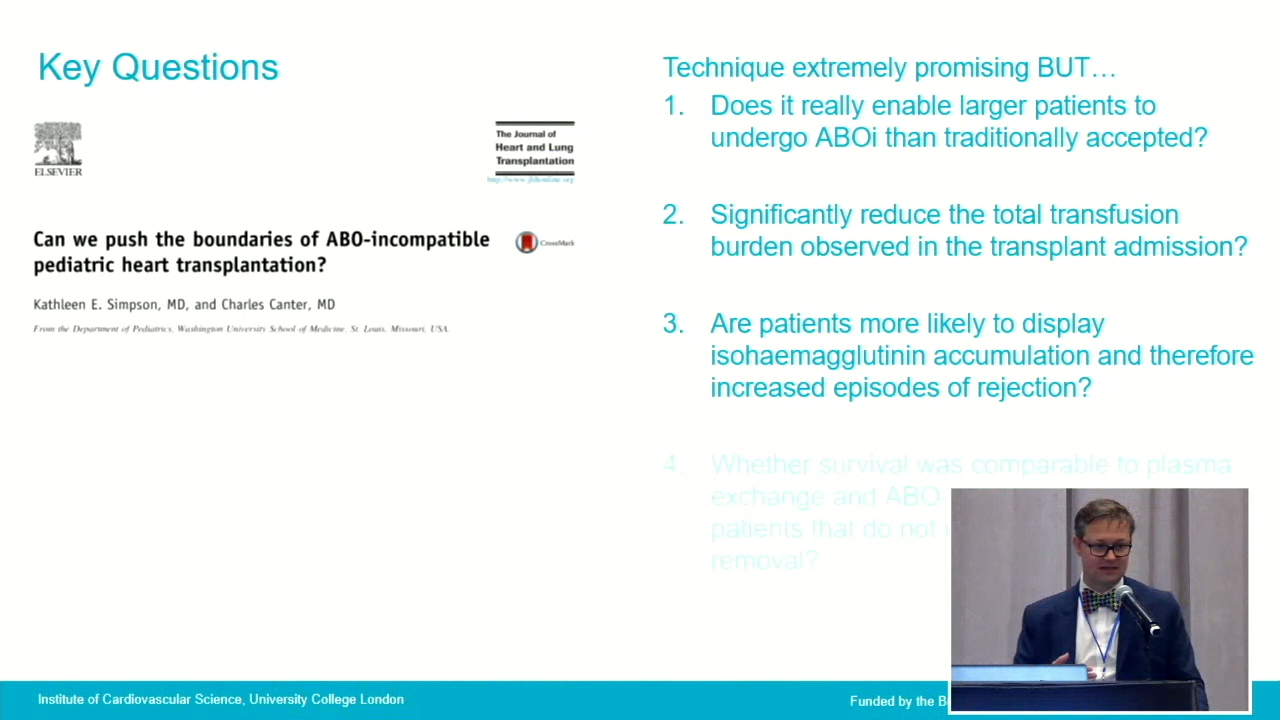 Key Questions
ELSEVIER
The Journal of
Heart and Lung
Transplantation
http://www.jhltonline.org
Can we push the boundaries of ABO-incompatible
pediatric heart transplantation?
CrossMark
Kathleen E. Simpson, MD, and Charles Canter, MD
From the Department of Pediatrics, Washington University School of Medicine, St. Louis, Missouri, USA.
Technique extremely promising BUT…
1. Does it really enable larger patients to
undergo ABOi than traditionally accepted?
2. Significantly reduce the total transfusion
burden observed in the transplant admission?
3. Are patients more likely to display
isohaemagglutinin accumulation and therefore
increased episodes of rejection?
4. Whether survival was comparable to plasma
exchange and ABO-
patients that do not
removal?
Institute of Cardiovascular Science, University College London
Funded by the B